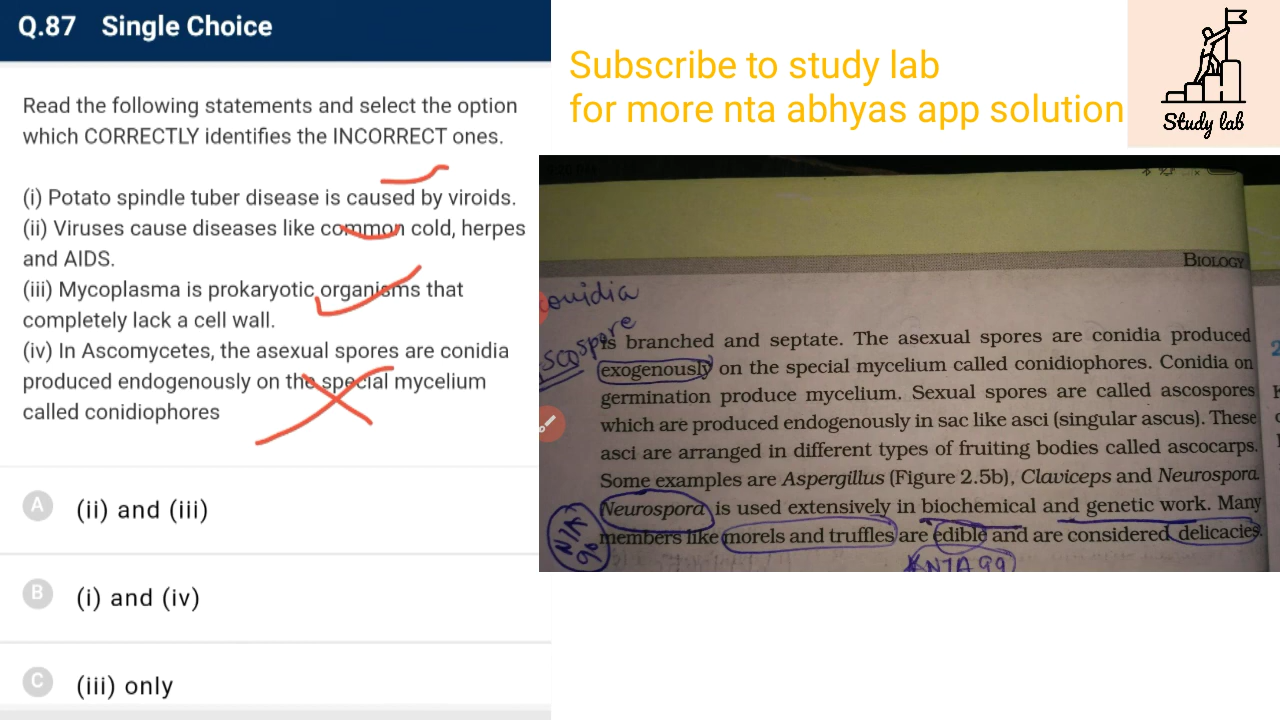 Q.87 Single Choice
Read the following statements and select the option
which CORRECTLY identifies the INCORRECT ones.
(i) Potato spindle tuber disease is caused by viroids.
(ii) Viruses cause diseases like common cold, herpes
and AIDS.
(iii) Mycoplasma is prokaryotic organisms that
completely lack a cell wall.
(iv) In Ascomycetes, the asexual spores are conidia
produced endogenously on the special mycelium
called conidiophores
A (ii) and (iii)
B (i) and (iv)
C (iii) only
Subscribe to study lab
for more nta abhyas app solution
Study lab
BIOLOGY
is branched and septate. The asexual spores are conidia produced
exogenously on the special mycelium called conidiophores. Conidia on
germination produce mycelium. Sexual spores are called ascospores
which are produced endogenously in sac like asci (singular ascus). These
asci are arranged in different types of fruiting bodies called ascocarps.
Some examples are Aspergillus (Figure 2.5b), Claviceps and Neurospora.
Neurospora is used extensively in biochemical and genetic work. Many
members like morels and truffles are edible and are considered delicacies.